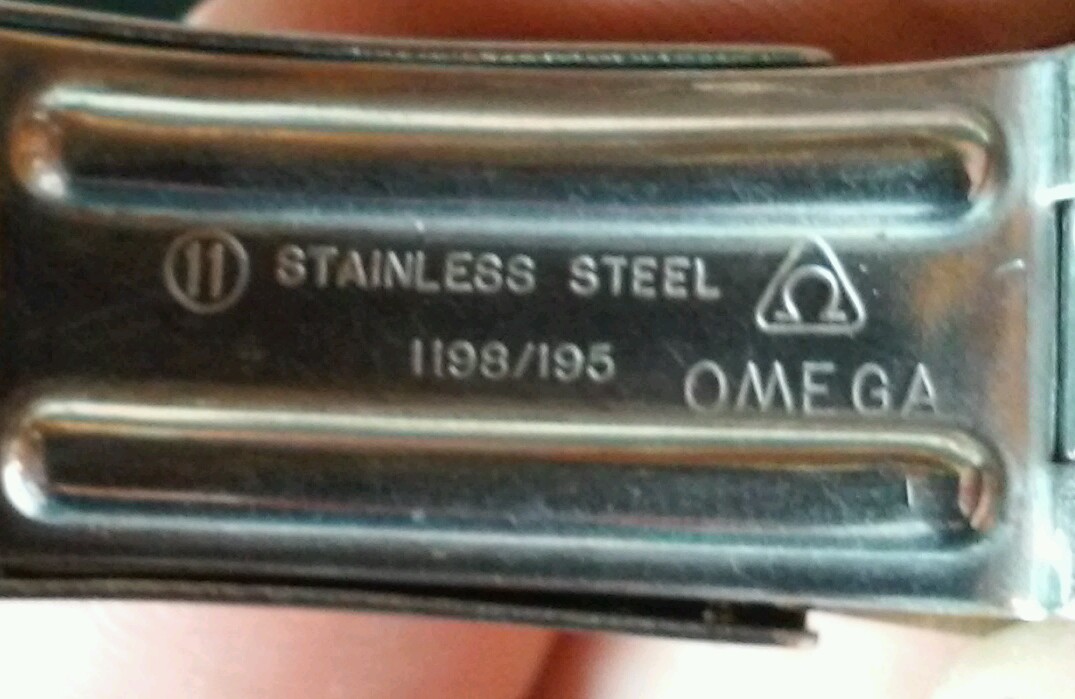 ⑪ STAINLESS STEEL Ω
1198/195
OMEGA